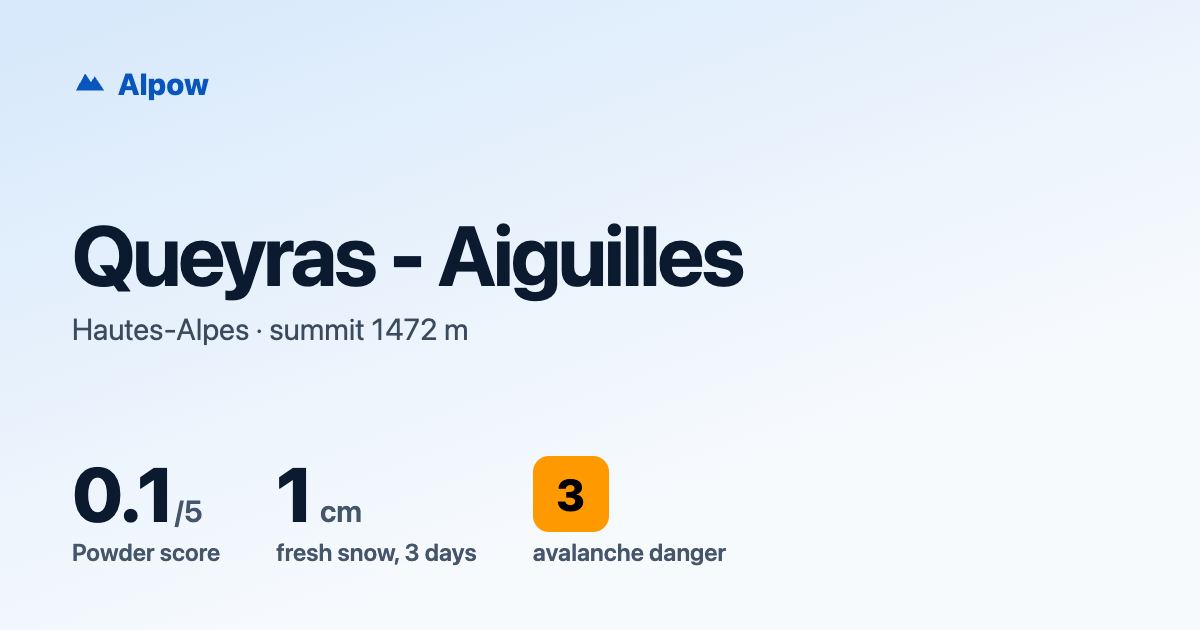 Alpow
Queyras - Aiguilles
Hautes-Alpes · summit 1472 m
0.1/5
Powder score
1 cm
fresh snow, 3 days
3
avalanche danger